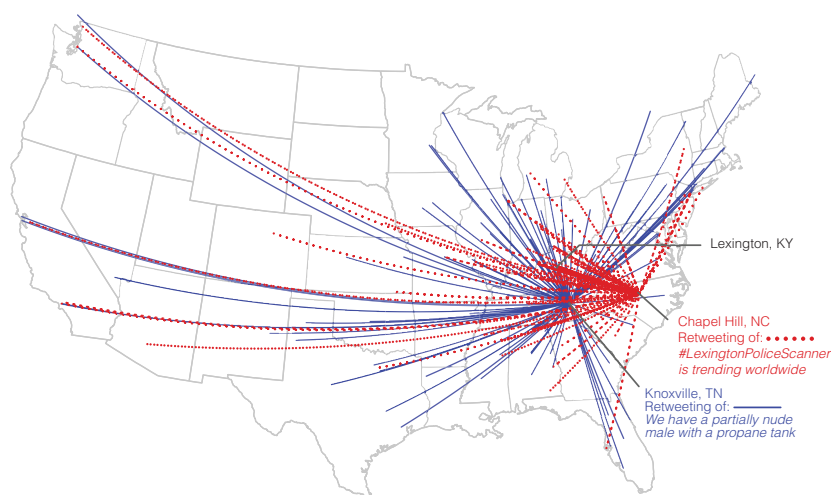 Lexington, KY
Chapel Hill, NC
Retweeting of:
#LexingtonPoliceScanner
is trending worldwide
Knoxville, TN
Retweeting of:
We have a partially nude
male with a propane tank